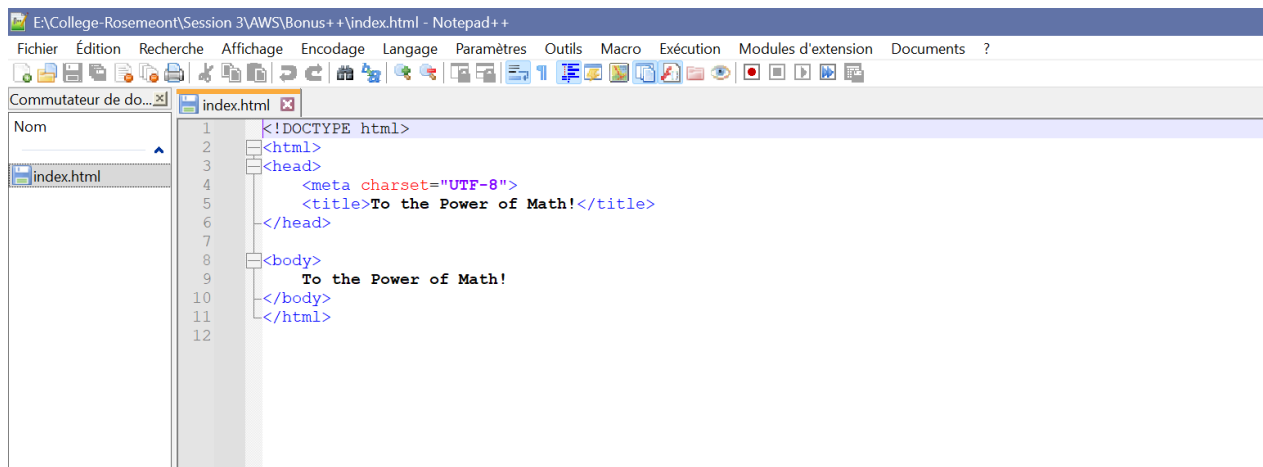 E:\College-Rosemeont\Session 3\AWS\Bonus++\index.html - Notepad++
Fichier Édition Recherche Affichage Encodage Langage Paramètres Outils Macro Exécution Modules d'extension Documents ?
Commutateur de do...
index.html
Nom
index.html
1 <!DOCTYPE html>
2 <html>
3 <head>
4 <meta charset="UTF-8">
5 <title>To the Power of Math!</title>
6 </head>
7
8 <body>
9 To the Power of Math!
10 </body>
11 </html>
12